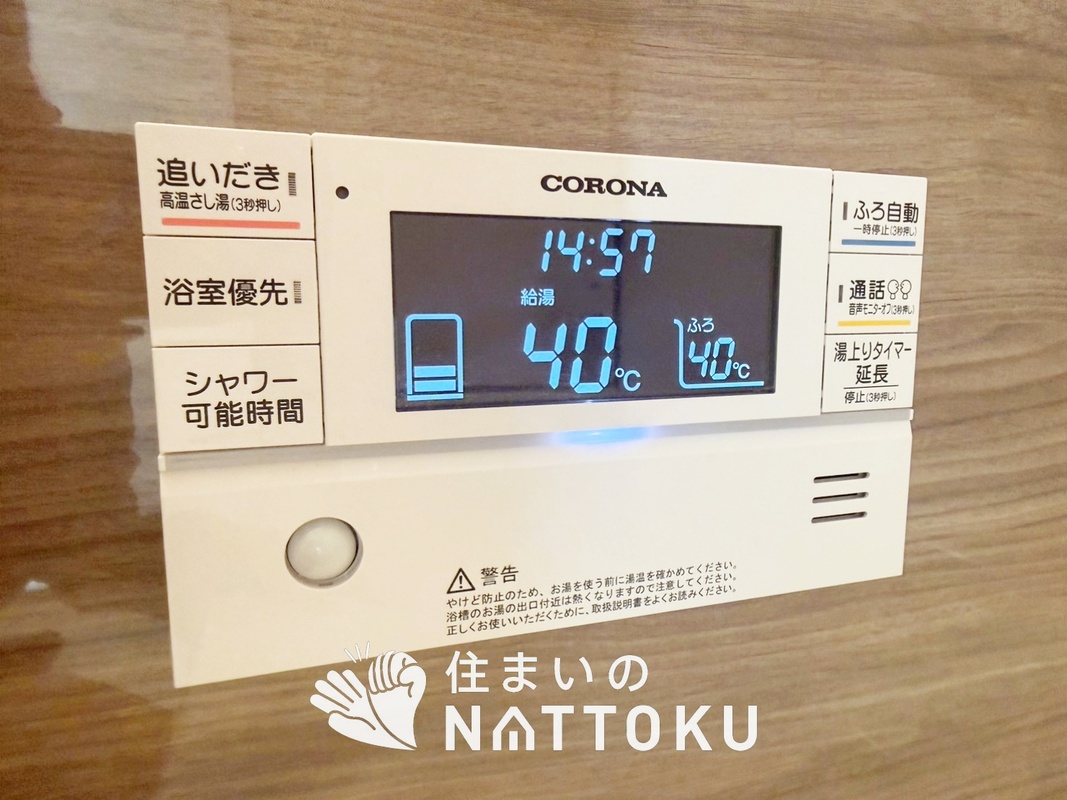 追いだき
高温さし湯(3秒押し)
浴室優先
シャワー
可能時間
CORONA
14:57
給湯
40℃
ふろ
40℃
ふろ自動
一時停止(3秒押し)
通話
音声モニターオフ(3秒押し)
湯上りタイマー
延長
停止(3秒押し)
警告
やけど防止のため、お湯を使う前に湯温を確かめてください。
浴槽のお湯の出口付近は熱くなりますので注意してください。
正しくお使いいただくために、取扱説明書をよくお読みください。
住まいの
NATTOKU